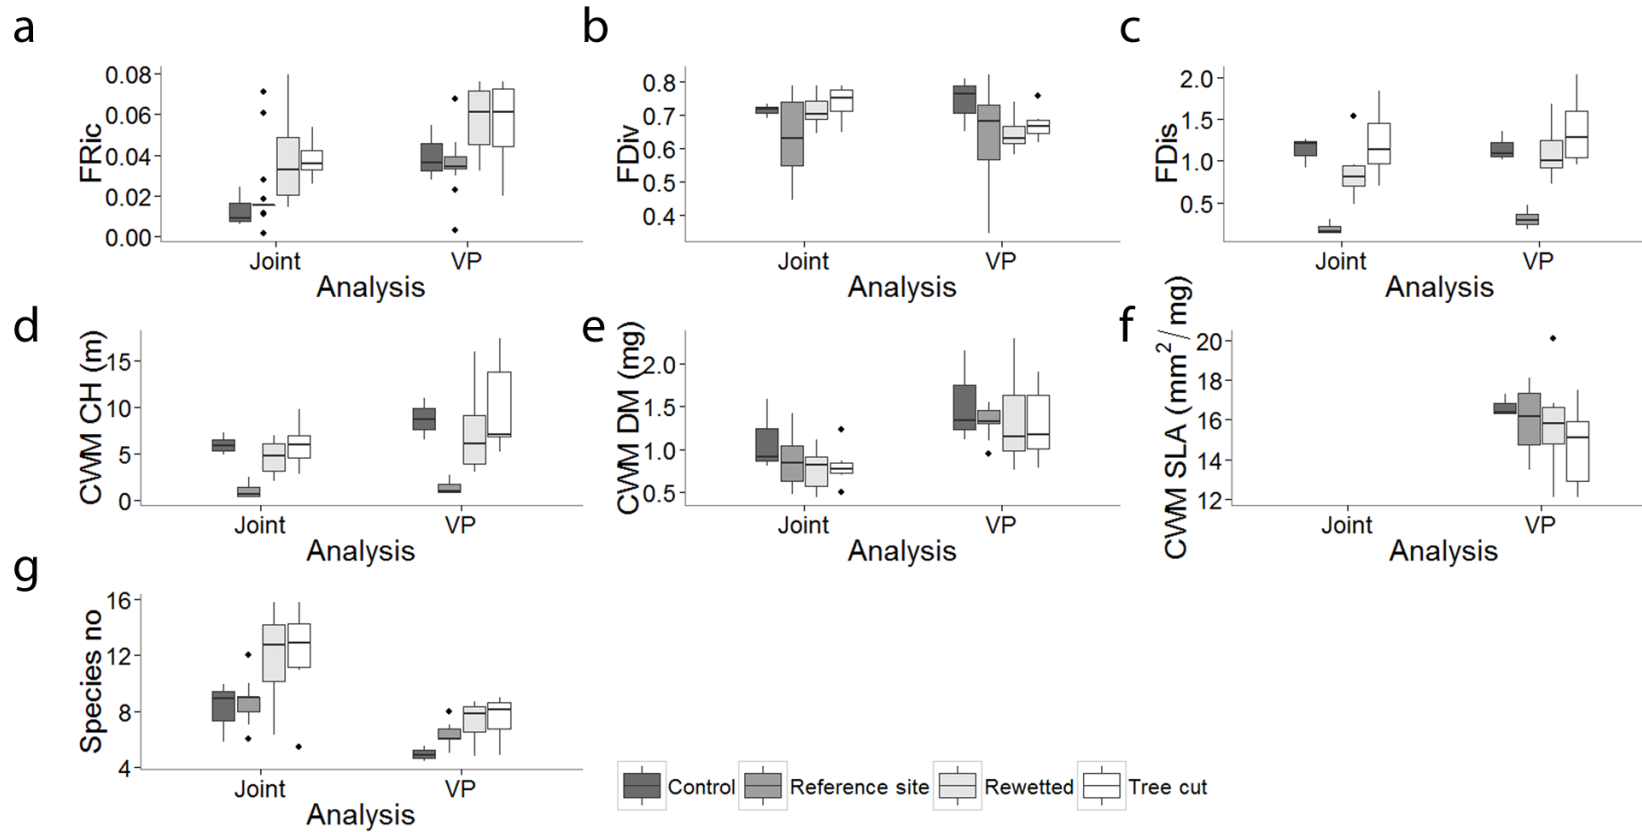 a
FRic
0.08
0.06
0.04
0.02
0.00
Joint
VP
Analysis
b
FDiv
0.8
0.7
0.6
0.5
0.4
Joint
VP
Analysis
c
FDis
2.0
1.5
1.0
0.5
Joint
VP
Analysis
d
CWM CH (m)
15
10
5
0
Joint
VP
Analysis
e
CWM DM (mg)
2.0
1.5
1.0
0.5
Joint
VP
Analysis
f
CWM SLA (mm²/ mg)
20
18
16
14
12
Joint
VP
Analysis
g
Species no
16
12
8
4
Joint
VP
Analysis
Control
Reference site
Rewetted
Tree cut